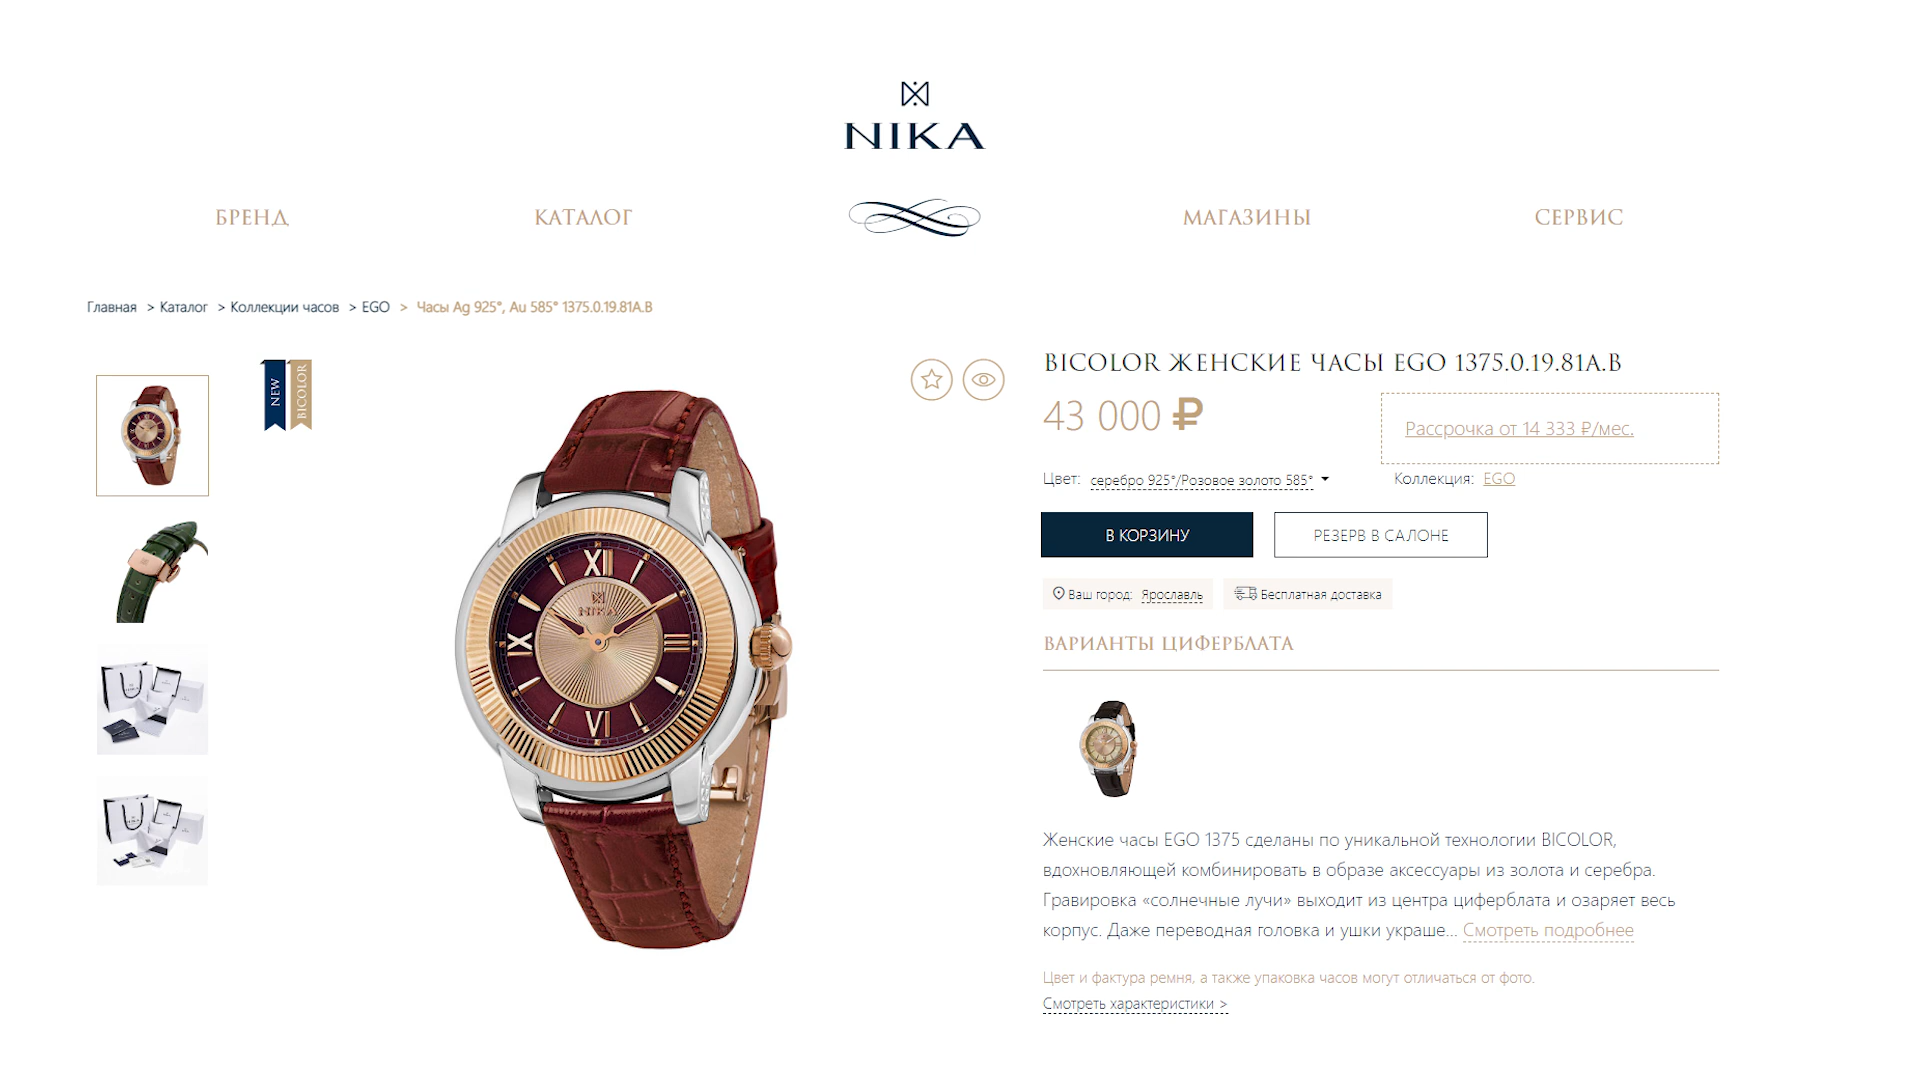 NIKA
БРЕНД
КАТАЛОГ
МАГАЗИНЫ
СЕРВИС
Главная > Каталог > Коллекции часов > EGO > Часы Ag 925°, Au 585° 1375.0.19.81A.B
NEW
BICOLOR
XII
NIKA
X
VI
BICOLOR ЖЕНСКИЕ ЧАСЫ EGO 1375.0.19.81A.B
43 000 ₽
Рассрочка от 14 333 ₽/мес.
Цвет: серебро 925°/Розовое золото 585°
Коллекция: EGO
В КОРЗИНУ
РЕЗЕРВ В САЛОНЕ
Ваш город: Ярославль
Бесплатная доставка
ВАРИАНТЫ ЦИФЕРБЛАТА
Женские часы EGO 1375 сделаны по уникальной технологии BICOLOR,
вдохновляющей комбинировать в образе аксессуары из золота и серебра.
Гравировка «солнечные лучи» выходит из центра циферблата и озаряет весь
корпус. Даже переводная головка и ушки украше... Смотреть подробнее
Цвет и фактура ремня, а также упаковка часов могут отличаться от фото.
Смотреть характеристики >